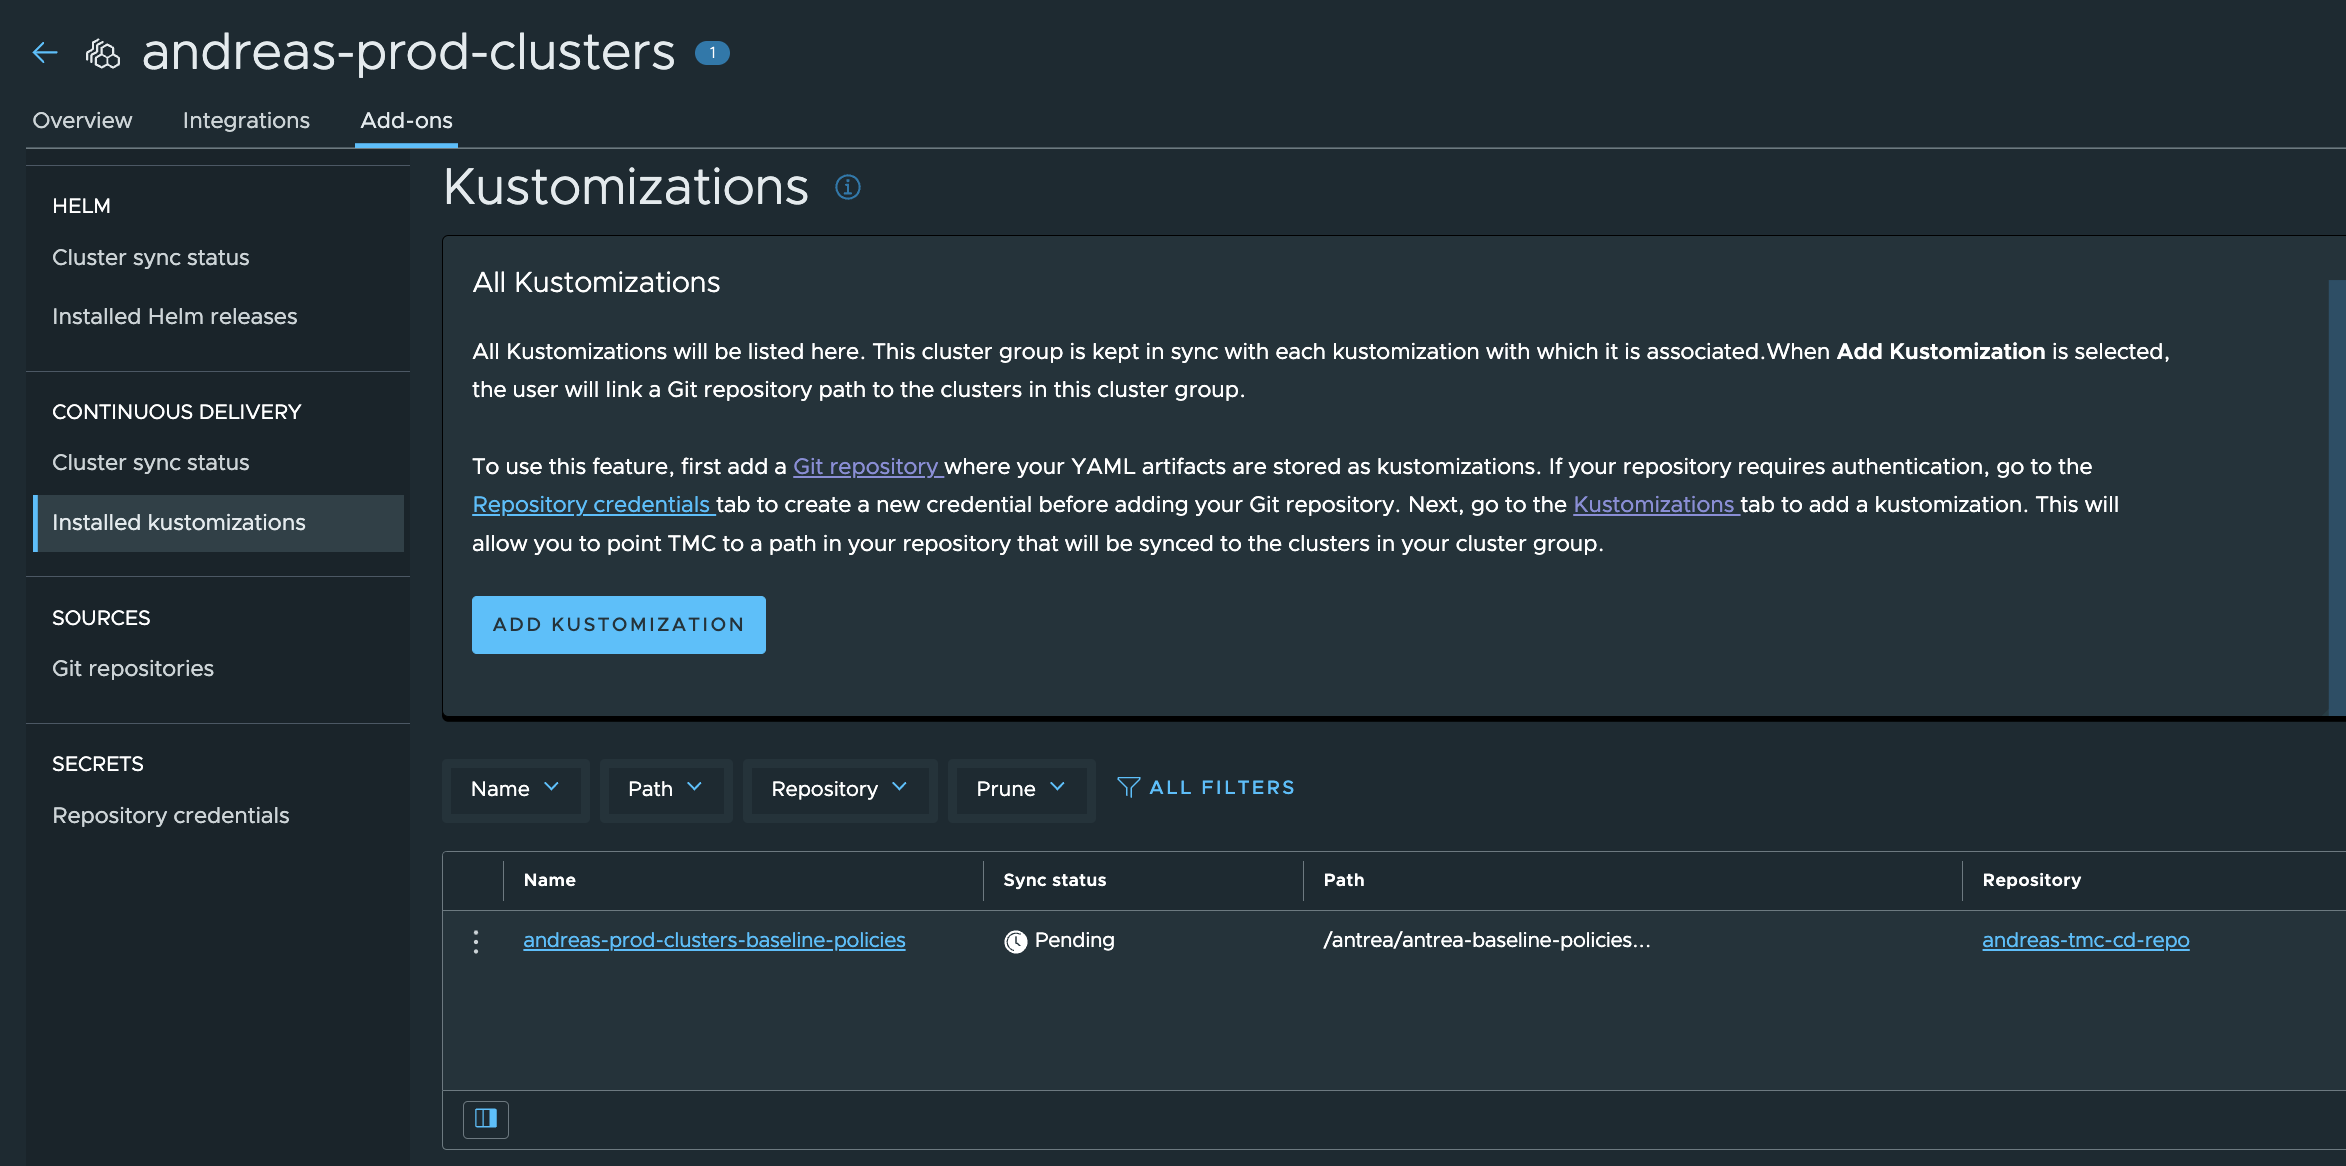 andreas-prod-clusters 1
Overview Integrations Add-ons
HELM
Cluster sync status
Installed Helm releases
CONTINUOUS DELIVERY
Cluster sync status
Installed kustomizations
SOURCES
Git repositories
SECRETS
Repository credentials
Kustomizations
All Kustomizations
All Kustomizations will be listed here. This cluster group is kept in sync with each kustomization with which it is associated.When Add Kustomization is selected,
the user will link a Git repository path to the clusters in this cluster group.
To use this feature, first add a Git repository where your YAML artifacts are stored as kustomizations. If your repository requires authentication, go to the
Repository credentials tab to create a new credential before adding your Git repository. Next, go to the Kustomizations tab to add a kustomization. This will
allow you to point TMC to a path in your repository that will be synced to the clusters in your cluster group.
ADD KUSTOMIZATION
Name Path Repository Prune ALL FILTERS
Name Sync status Path Repository
andreas-prod-clusters-baseline-policies Pending /antrea/antrea-baseline-policies... andreas-tmc-cd-repo